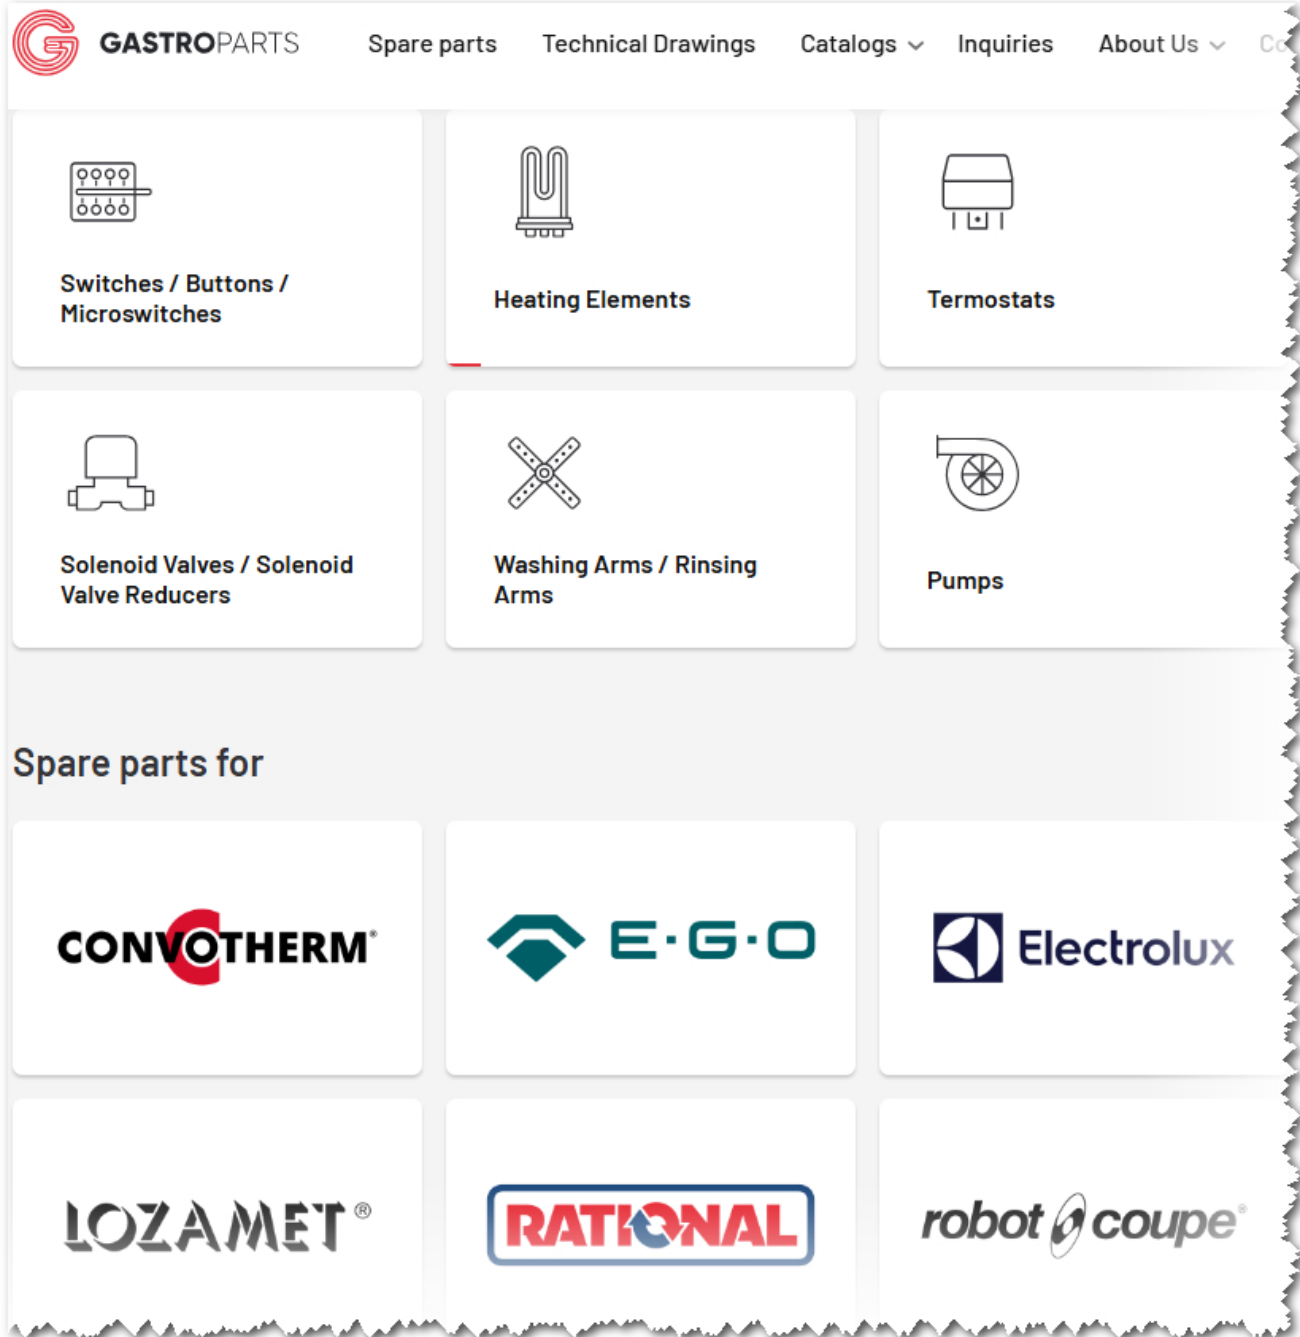 GASTROPARTS Spare parts Technical Drawings Catalogs Inquiries About Us
Switches / Buttons /
Microswitches
Heating Elements
Termostats
Solenoid Valves / Solenoid
Valve Reducers
Washing Arms / Rinsing
Arms
Pumps
Spare parts for
CONVOTHERM®
E·G·O
Electrolux
LOZAMET®
RATIONAL
robot coupe®